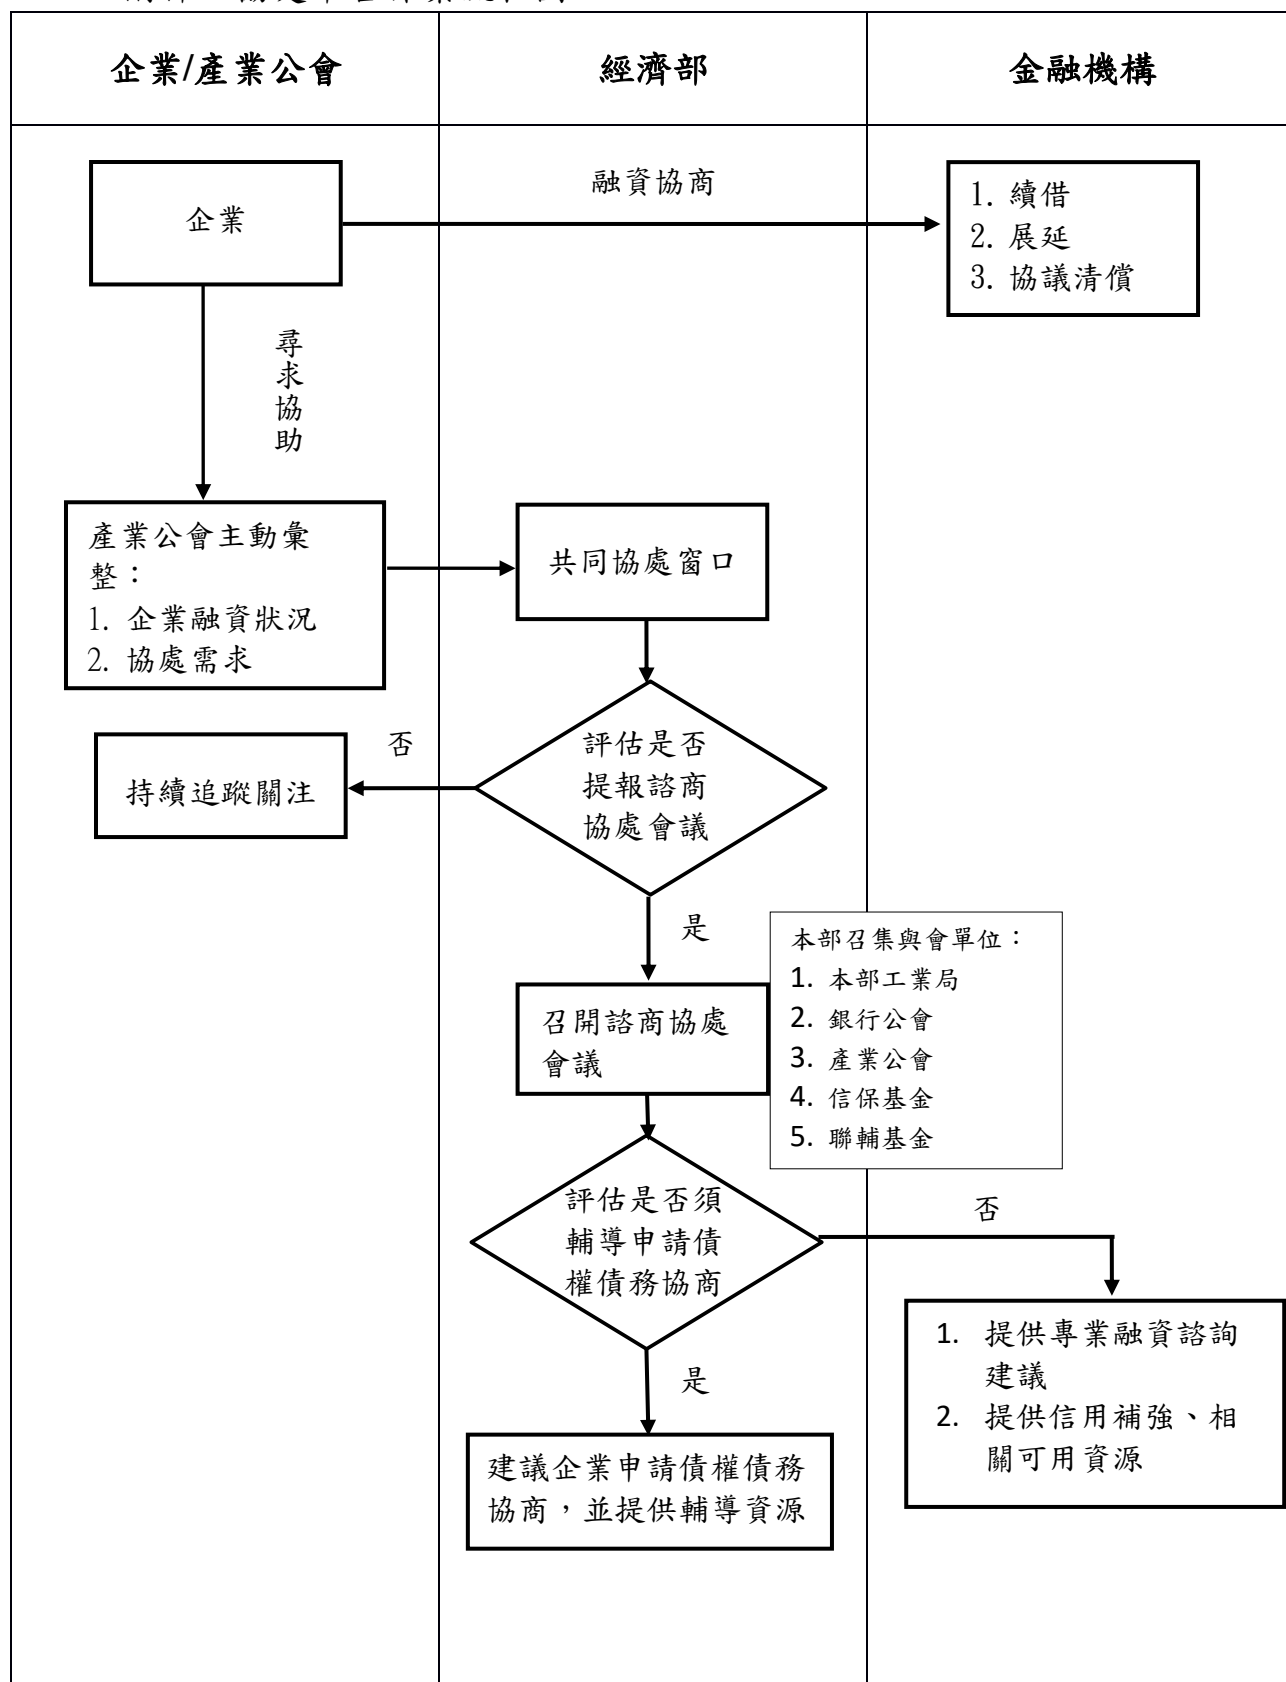 企業/產業公會
經濟部
金融機構
企業
融資協商
1. 續借
2. 展延
3. 協議清償
尋求協助
產業公會主動彙
整：
1. 企業融資狀況
2. 協處需求
共同協處窗口
評估是否
提報諮商
協處會議
否
持續追蹤關注
是
召開諮商協處
會議
本部召集與會單位：
1. 本部工業局
2. 銀行公會
3. 產業公會
4. 信保基金
5. 聯輔基金
評估是否須
輔導申請債
權債務協商
否
1. 提供專業融資諮詢
建議
2. 提供信用補強、相
關可用資源
是
建議企業申請債權債務
協商，並提供輔導資源